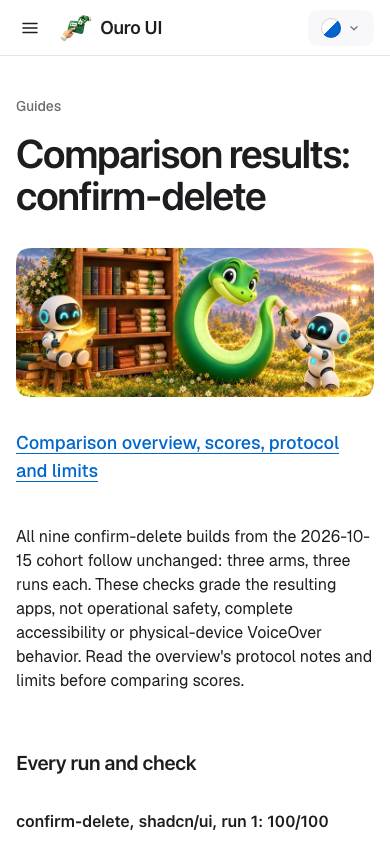 Ouro UI
Guides
Comparison results:
confirm-delete
Comparison overview, scores, protocol
and limits
All nine confirm-delete builds from the 2026-10-
15 cohort follow unchanged: three arms, three
runs each. These checks grade the resulting
apps, not operational safety, complete
accessibility or physical-device VoiceOver
behavior. Read the overview's protocol notes and
limits before comparing scores.
Every run and check
confirm-delete, shadcn/ui, run 1: 100/100